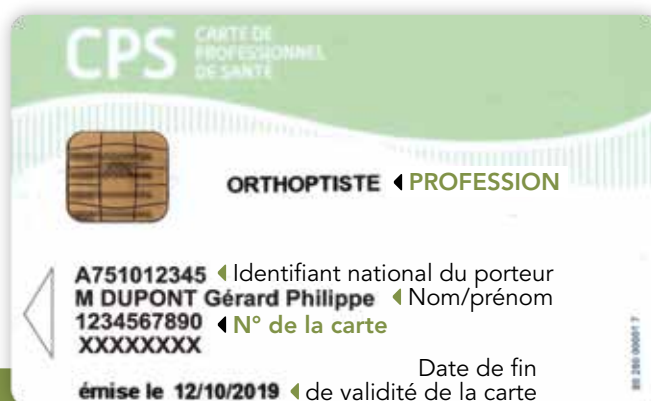 CPS
CARTE DE
PROFESSIONNEL
DE SANTÉ
ORTHOPTISTE PROFESSION
A751012345 Identifiant national du porteur
M DUPONT Gérard Philippe Nom/prénom
1234567890 N° de la carte
XXXXXXXX
Date de fin
émise le 12/10/2019 de validité de la carte